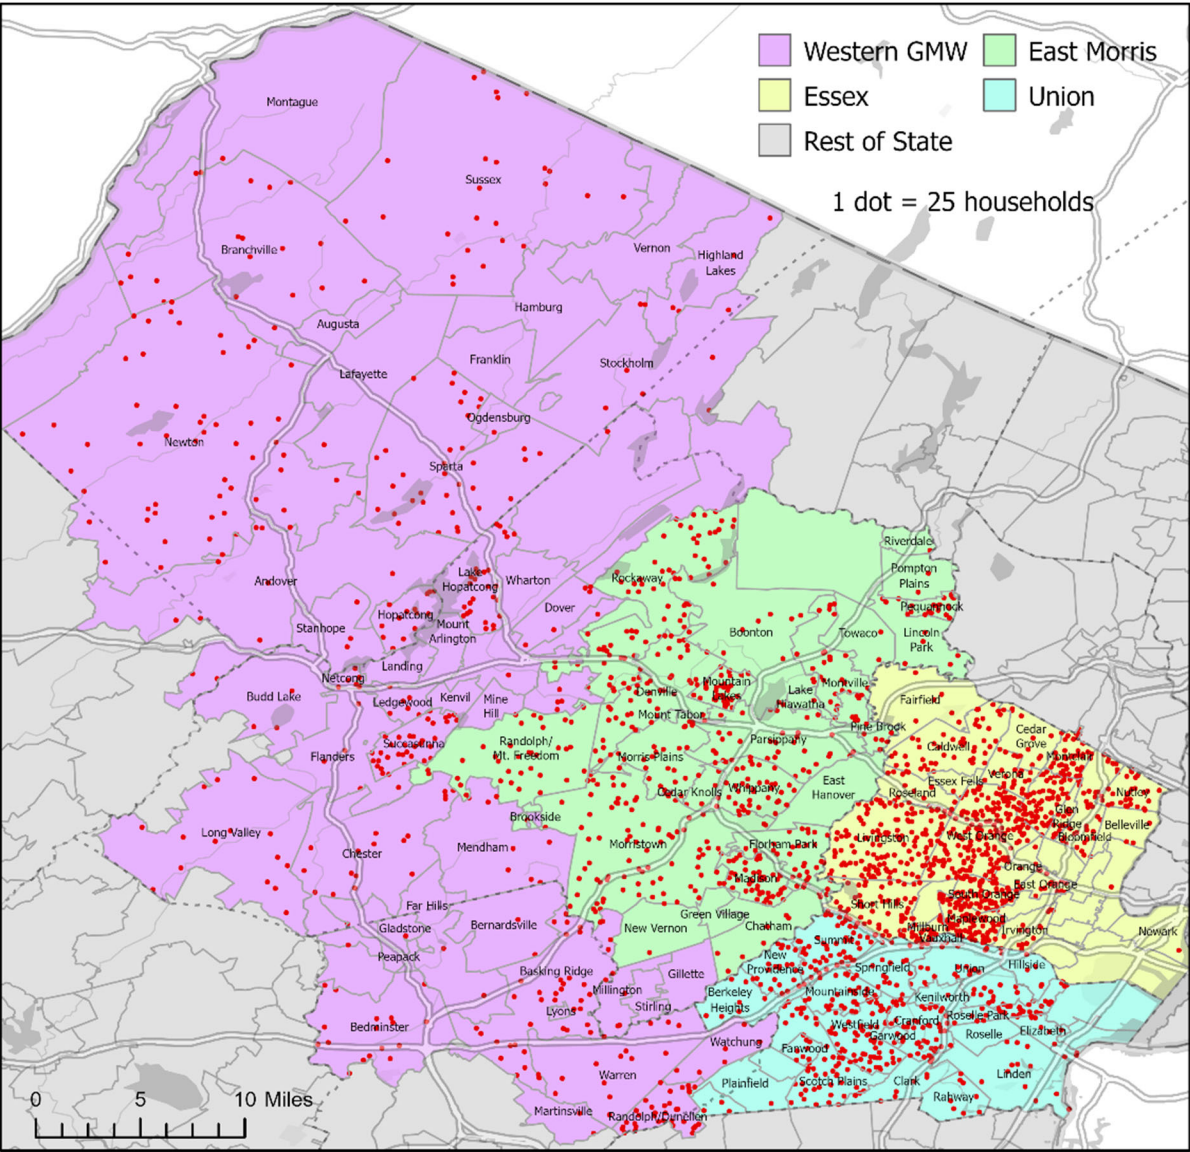 Western GMW
East Morris
Essex
Union
Rest of State
1 dot = 25 households
Montague
Sussex
Branchville
Vernon
Highland
Lakes
Hamburg
Augusta
Franklin
Stockholm
Lafayette
Ogdensburg
Newton
Sparta
Riverdale
Pompton
Plains
Andover
Lake
Hopatcong
Wharton
Rockaway
Dover
Pequannock
Hopatcong
Mount
Arlington
Stanhope
Boonton
Towaco
Lincoln
Park
Landing
Netcong
Budd Lake
Ledgewood
Kenvil
Mine
Hill
Denville
Mountain
Lakes
Lake
Hiawatha
Montville
Fairfield
Mount Tabor
Pine Brook
Succasunna
Flanders
Randolph/
Mt. Freedom
Morris Plains
Parsippany
Cedar
Grove
Caldwell
Montclair
Verona
Essex Fells
Roseland
Nutley
East
Hanover
Cedar Knolls
Whippany
Glen
Ridge
Belleville
Bloomfield
Brookside
Long Valley
Chester
Mendham
Morristown
Florham Park
Livingston
West Orange
Orange
East Orange
Madison
South Orange
Short Hills
Far Hills
Gladstone
Bernardsville
Green Village
New Vernon
Chatham
Maplewood
Millburn
Vauxhall
Irvington
Newark
Summit
Peapack
Basking Ridge
Gillette
New
Providence
Springfield
Union
Hillside
Millington
Stirling
Lyons
Berkeley
Heights
Mountainside
Kenilworth
Roselle Park
Bedminster
Westfield
Cranford
Garwood
Roselle
Elizabeth
Watchung
Fanwood
Warren
Plainfield
Scotch Plains
Clark
Linden
Rahway
Martinsville
Randolph/Dunellen
0 5 10 Miles